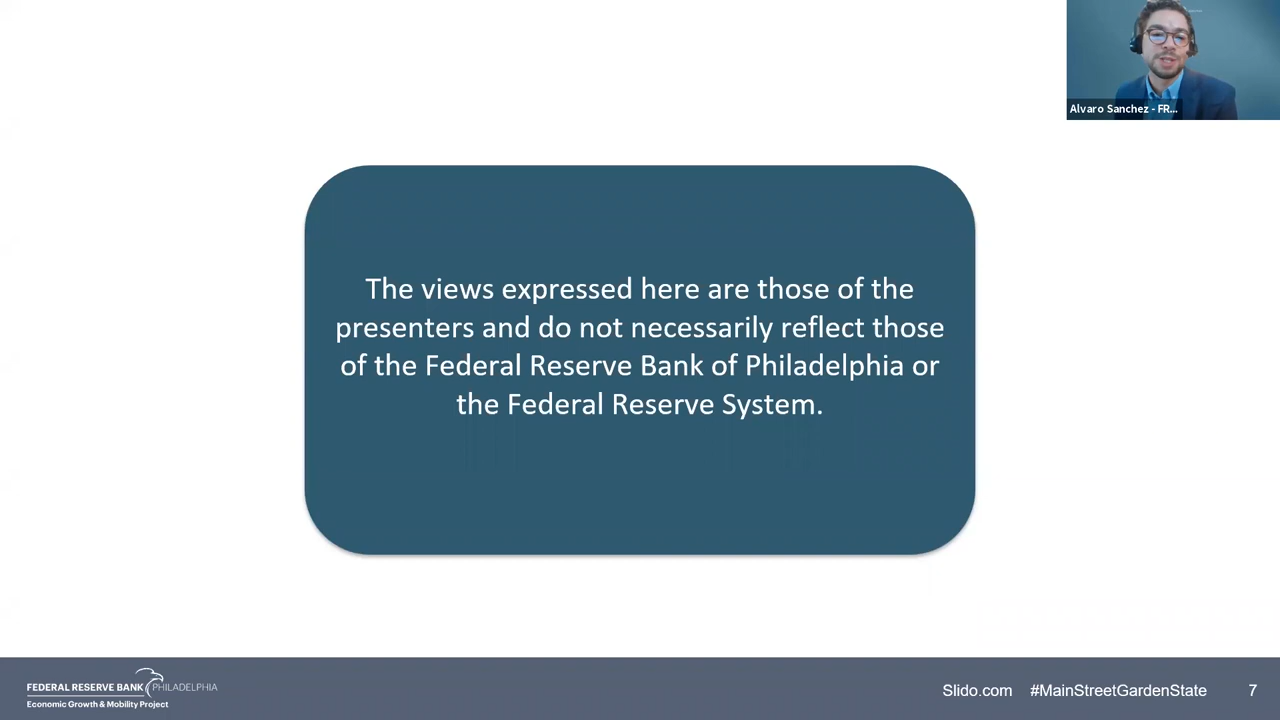 Alvaro Sanchez - FR...
The views expressed here are those of the
presenters and do not necessarily reflect those
of the Federal Reserve Bank of Philadelphia or
the Federal Reserve System.
FEDERAL RESERVE BANK PHILADELPHIA
Economic Growth & Mobility Project
Slido.com #MainStreetGardenState 7